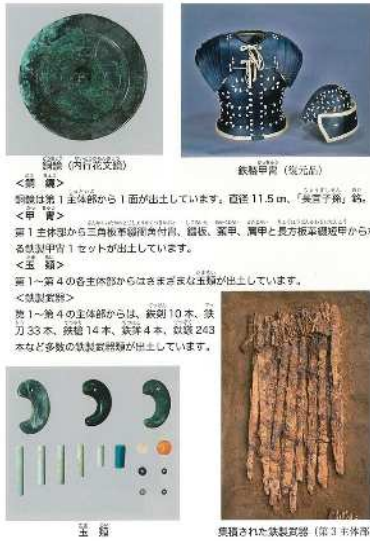 銅鏡（内行花文鏡）
鉄製甲冑（復元品）
<銅 鏡>
銅鏡は第1主体部から1面が出土しています。直径11.5㎝、「長宜子孫」銘。
<甲 冑>
第1主体部から三角板革綴衝角付冑、錣板、頸甲、肩甲と長方板革綴短甲から
る鉄製甲冑1セットが出土しています。
<玉 類>
第1~第4の各主体部からはさまざまな玉類が出土しています。
<鉄製武器>
第1~第4の主体部からは、鉄剣10本、鉄
刀33本、鉄槍14本、鉄鉾4本、鉄鏃243
本など多数の鉄製武器類が出土しています。
玉 類
集積された鉄製武器（第3主体部